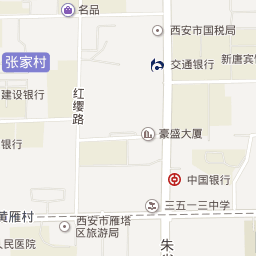 名品
西安市国税局
新唐宾
张家村
交通银行
建设银行
红缨路
豪盛大厦
银行
中国银行
黄雁村
三五一三中学
西安市雁塔
区旅游局
人民医院
朱